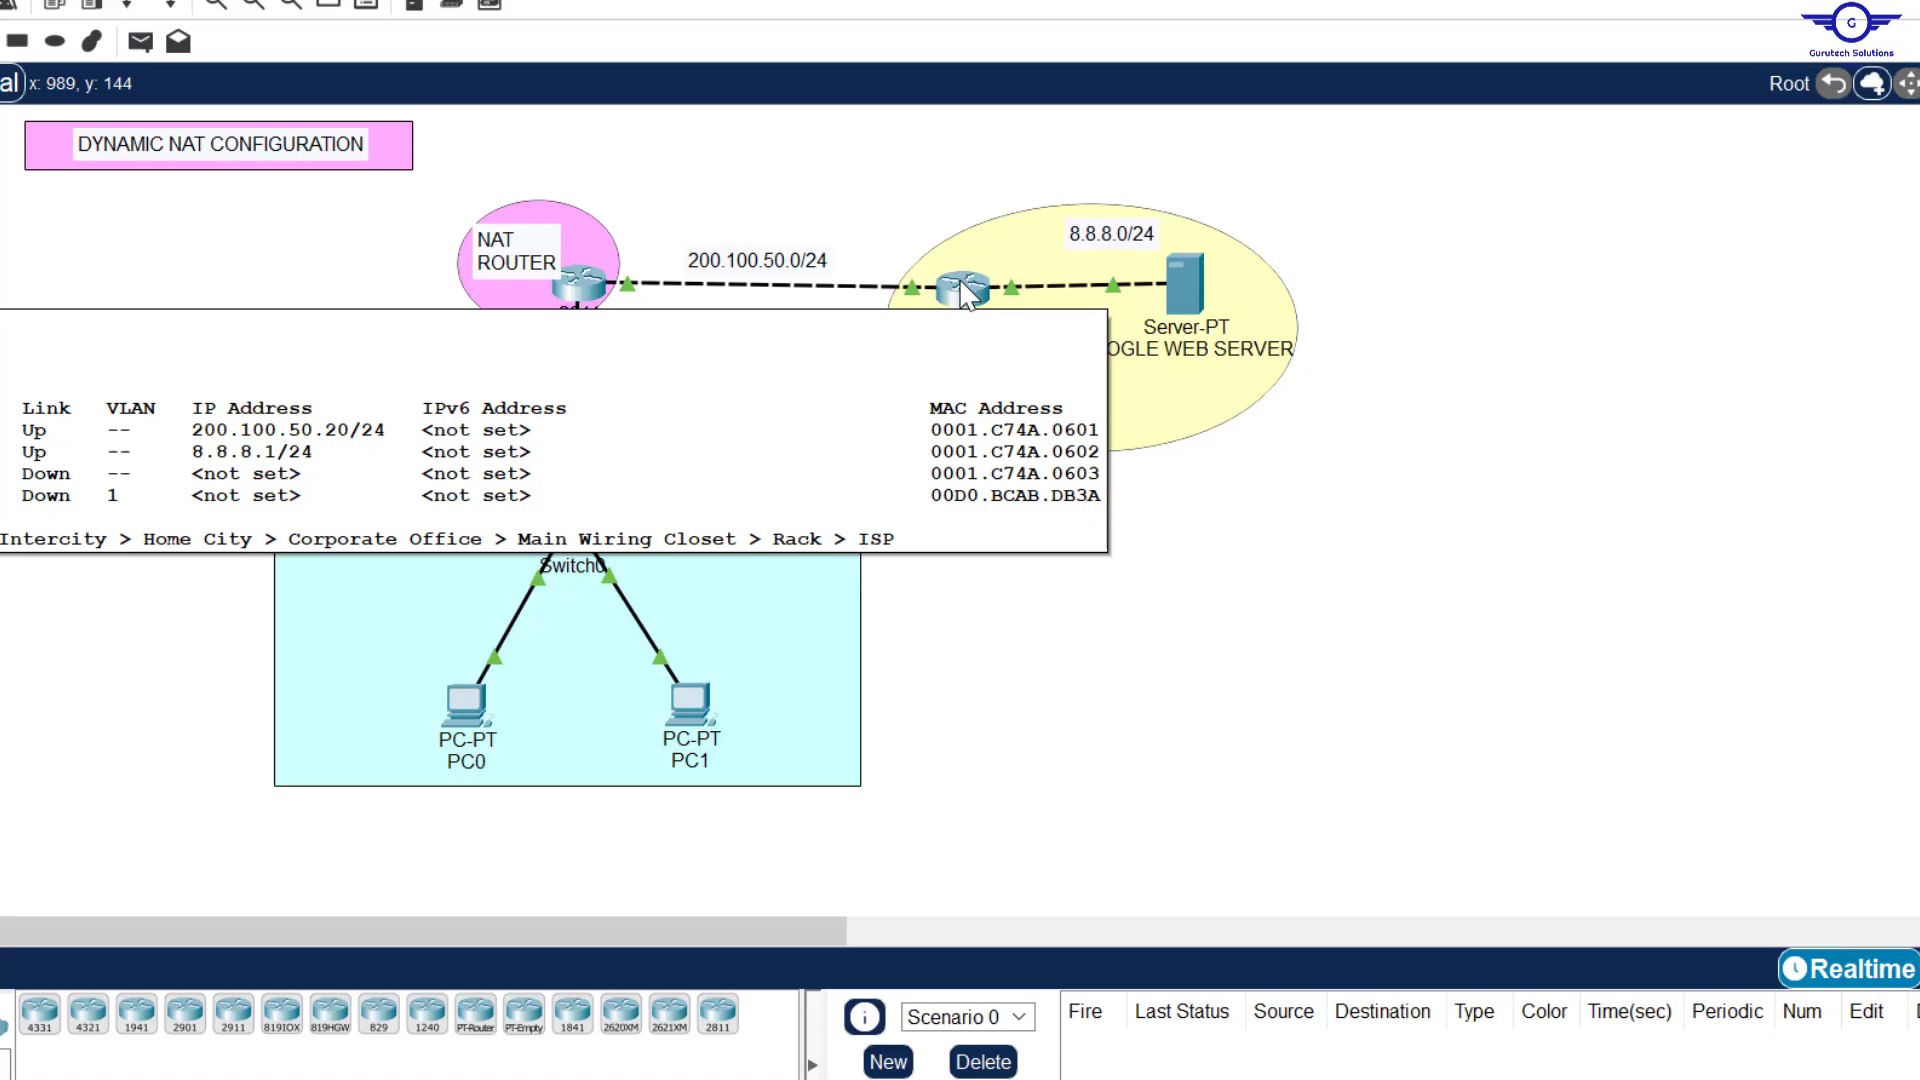 G
Gurutech Solutions
al x: 989, y: 144
Root
DYNAMIC NAT CONFIGURATION
NAT
ROUTER
200.100.50.0/24
8.8.8.0/24
Server-PT
OGLE WEB SERVER
Link VLAN IP Address IPv6 Address MAC Address
Up -- 200.100.50.20/24 <not set> 0001.C74A.0601
Up -- 8.8.8.1/24 <not set> 0001.C74A.0602
Down -- <not set> <not set> 0001.C74A.0603
Down 1 <not set> <not set> 00D0.BCAB.DB3A
Intercity > Home City > Corporate Office > Main Wiring Closet > Rack > ISP
Switch0
PC-PT
PC0
PC-PT
PC1
Realtime
4331 4321 1941 2901 2911 819IOX 819HGW 829 1240 PT-Router PT-Empty 1841 2620XM 2621XM 2811
Scenario 0
New Delete
Fire Last Status Source Destination Type Color Time(sec) Periodic Num Edit